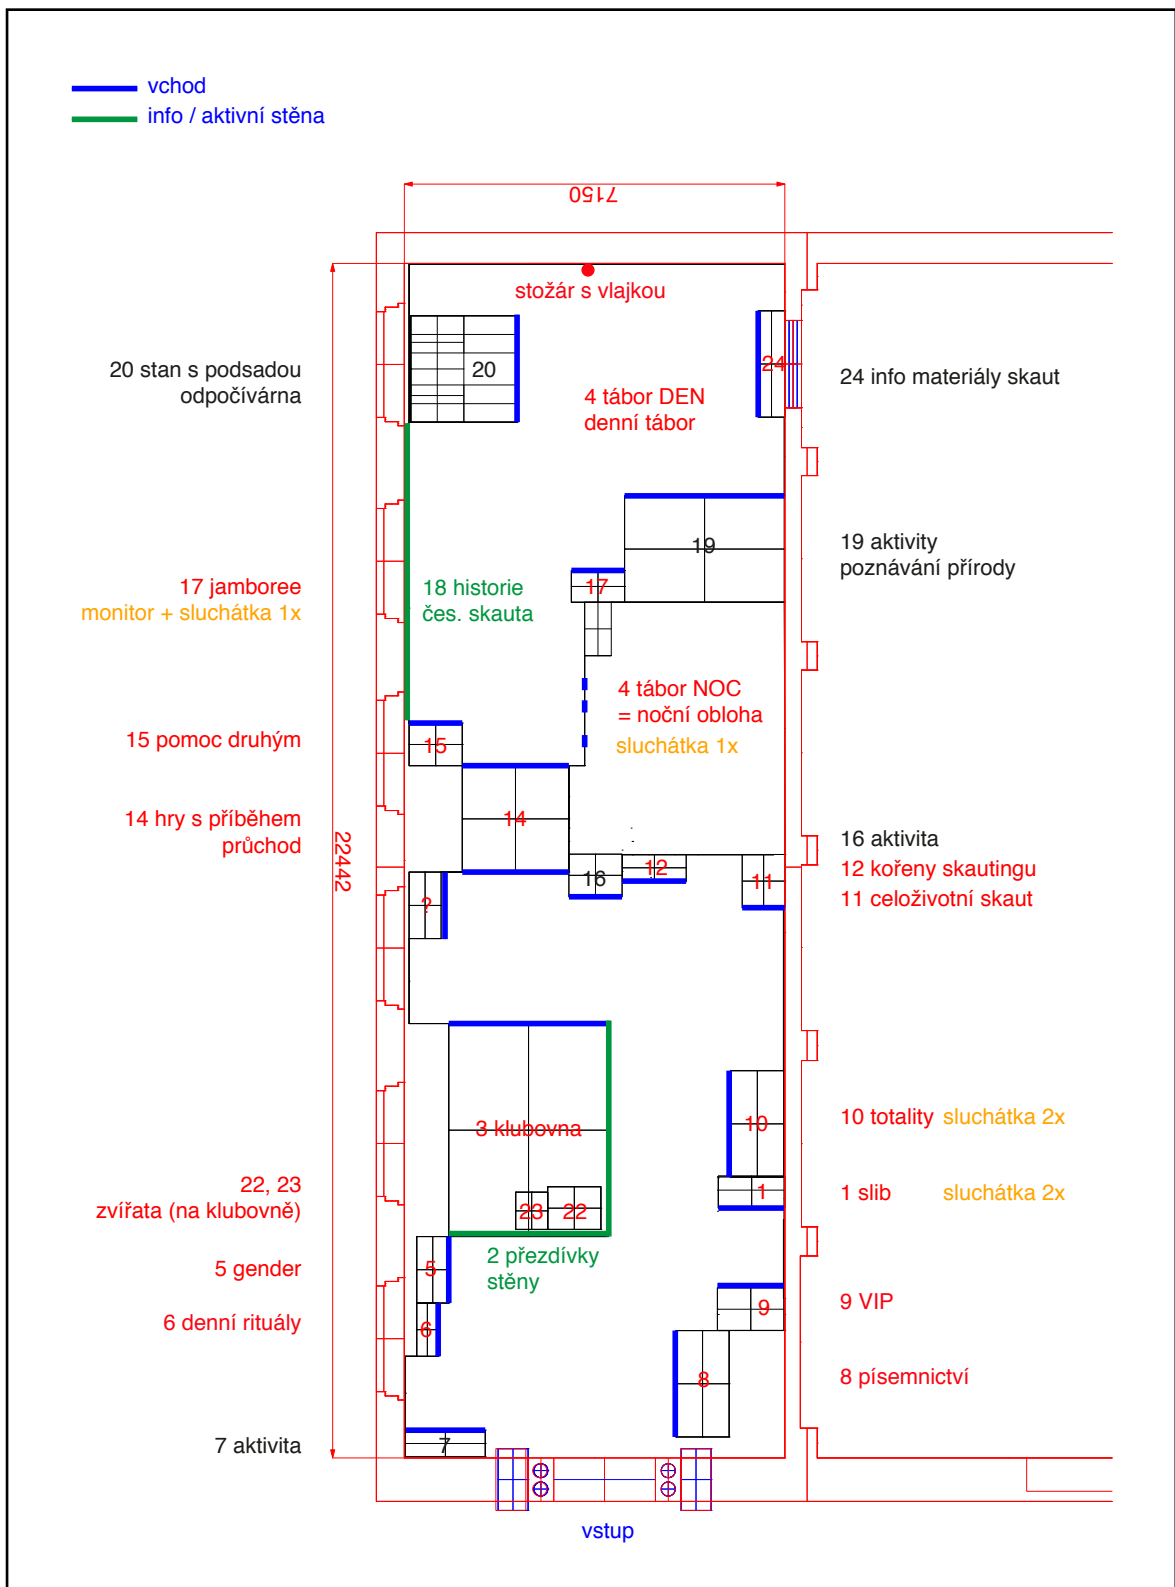 vchod
info / aktivní stěna
7150
stožár s vlajkou
20 stan s podsadou
odpočívárna
20
24
24 info materiály skaut
4 tábor DEN
denní tábor
19
19 aktivity
poznávání přírody
17 jamboree
monitor + sluchátka 1x
18 historie
čes. skauta
17
4 tábor NOC
= noční obloha
sluchátka 1x
15 pomoc druhým
15
14 hry s příběhem
průchod
14
22442
16 aktivita
12 kořeny skautingu
11 celoživotní skaut
16
12
11
?
3 klubovna
10
10 totality sluchátka 2x
22, 23
zvířata (na klubovně)
23
22
1
1 slib sluchátka 2x
2 přezdívky
stěny
5 gender
5
6 denní rituály
6
9
9 VIP
8
8 písemnictví
7 aktivita
7
vstup